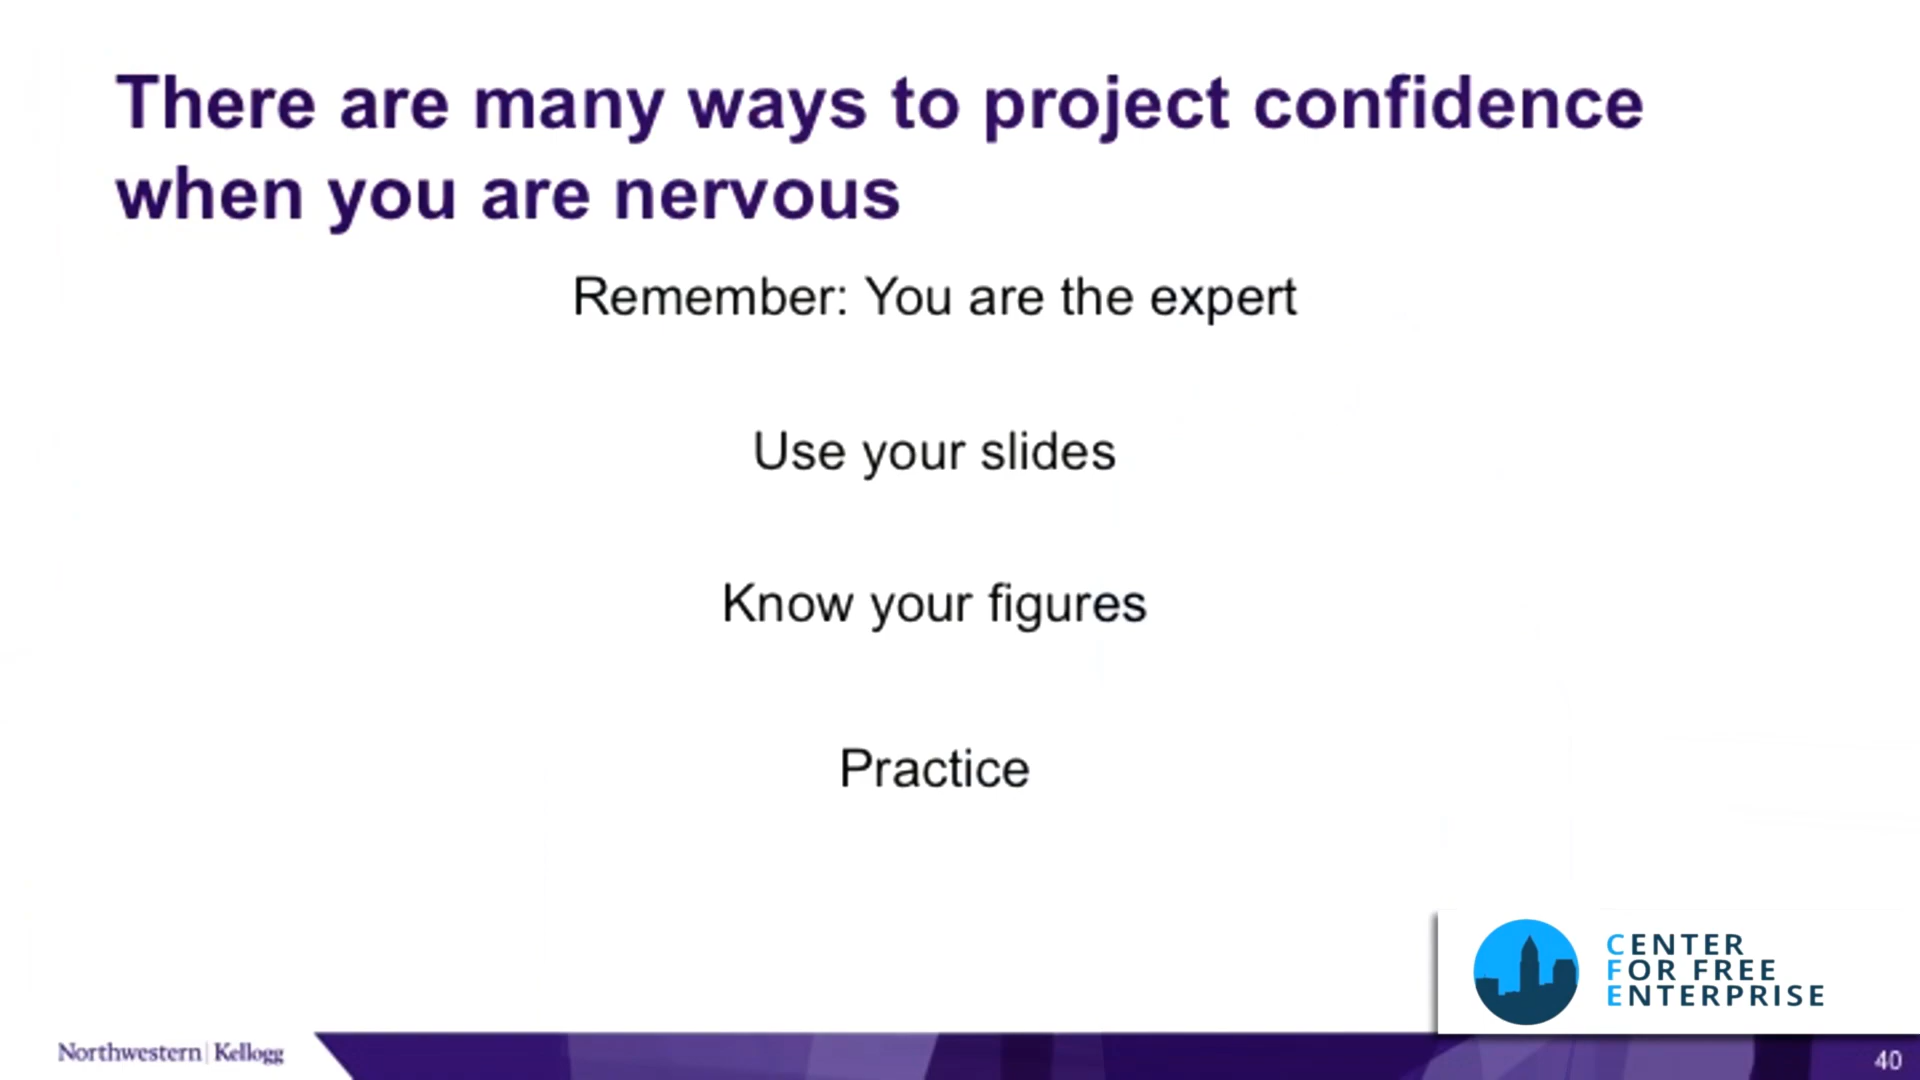 There are many ways to project confidence
when you are nervous
Remember: You are the expert
Use your slides
Know your figures
Practice
CENTER
FOR FREE
ENTERPRISE
Northwestern | Kellogg
40